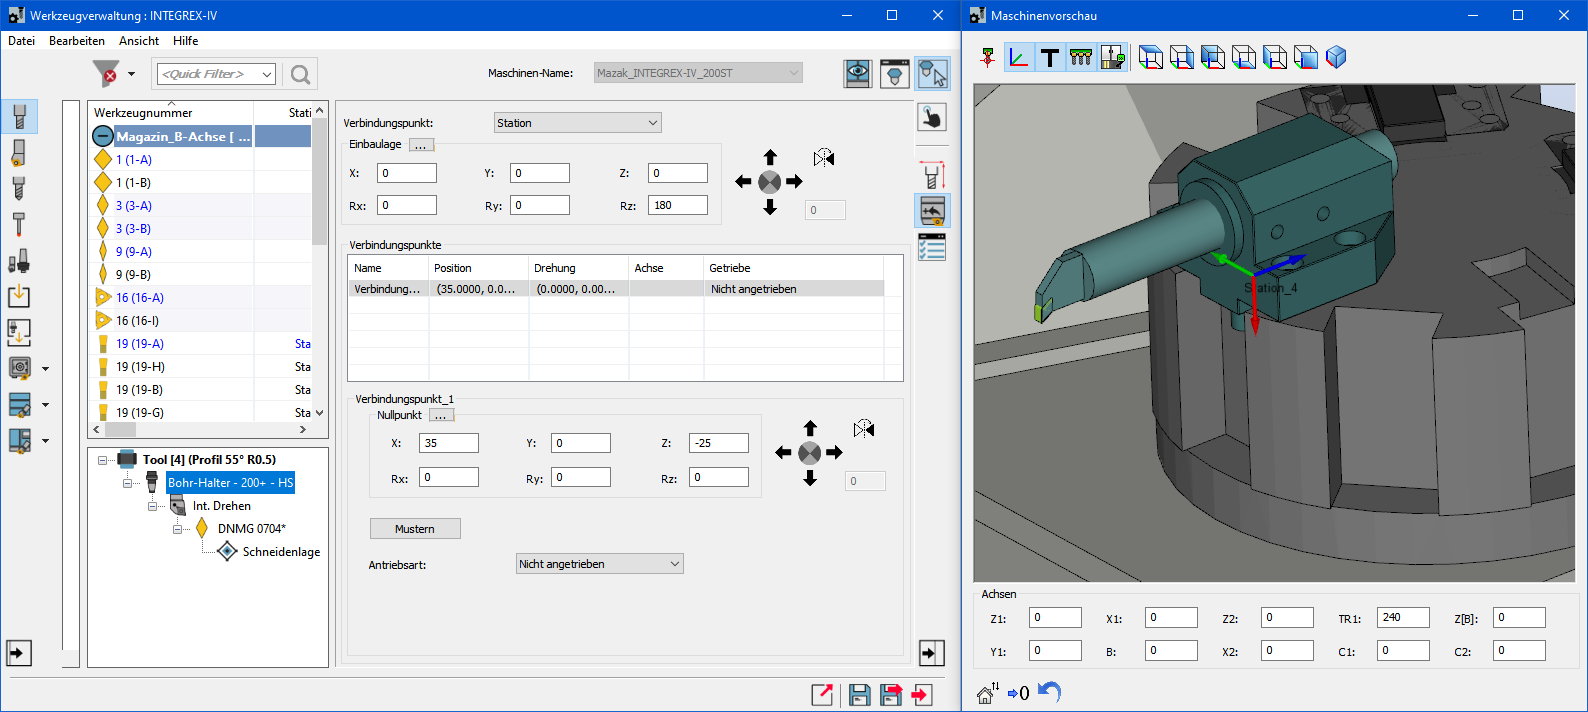 Werkzeugverwaltung : INTEGREX-IV
Datei Bearbeiten Ansicht Hilfe
<Quick Filter>
Maschinen-Name: Mazak_INTEGREX-IV_200ST
Werkzeugnummer Stati
Magazin_B-Achse [ ...
1 (1-A)
1 (1-B)
3 (3-A)
3 (3-B)
9 (9-A)
9 (9-B)
16 (16-A)
16 (16-I)
19 (19-A) Sta
19 (19-H) Sta
19 (19-B) Sta
19 (19-G) Sta
Tool [4] (Profil 55° R0.5)
Bohr-Halter - 200+ - HS
Int. Drehen
DNMG 0704*
Schneidenlage
Verbindungspunkt: Station
Einbaulage ...
X: 0 Y: 0 Z: 0
Rx: 0 Ry: 0 Rz: 180
0
Verbindungspunkte
Name Position Drehung Achse Getriebe
Verbindung... (35.0000, 0.0... (0.0000, 0.00... Nicht angetrieben
Verbindungspunkt_1
Nullpunkt ...
X: 35 Y: 0 Z: -25
Rx: 0 Ry: 0 Rz: 0
0
Mustern
Antriebsart: Nicht angetrieben
Maschinenvorschau
Station_4
Achsen
Z1: 0 X1: 0 Z2: 0 TR1: 240 Z[B]: 0
Y1: 0 B: 0 X2: 0 C1: 0 C2: 0
0